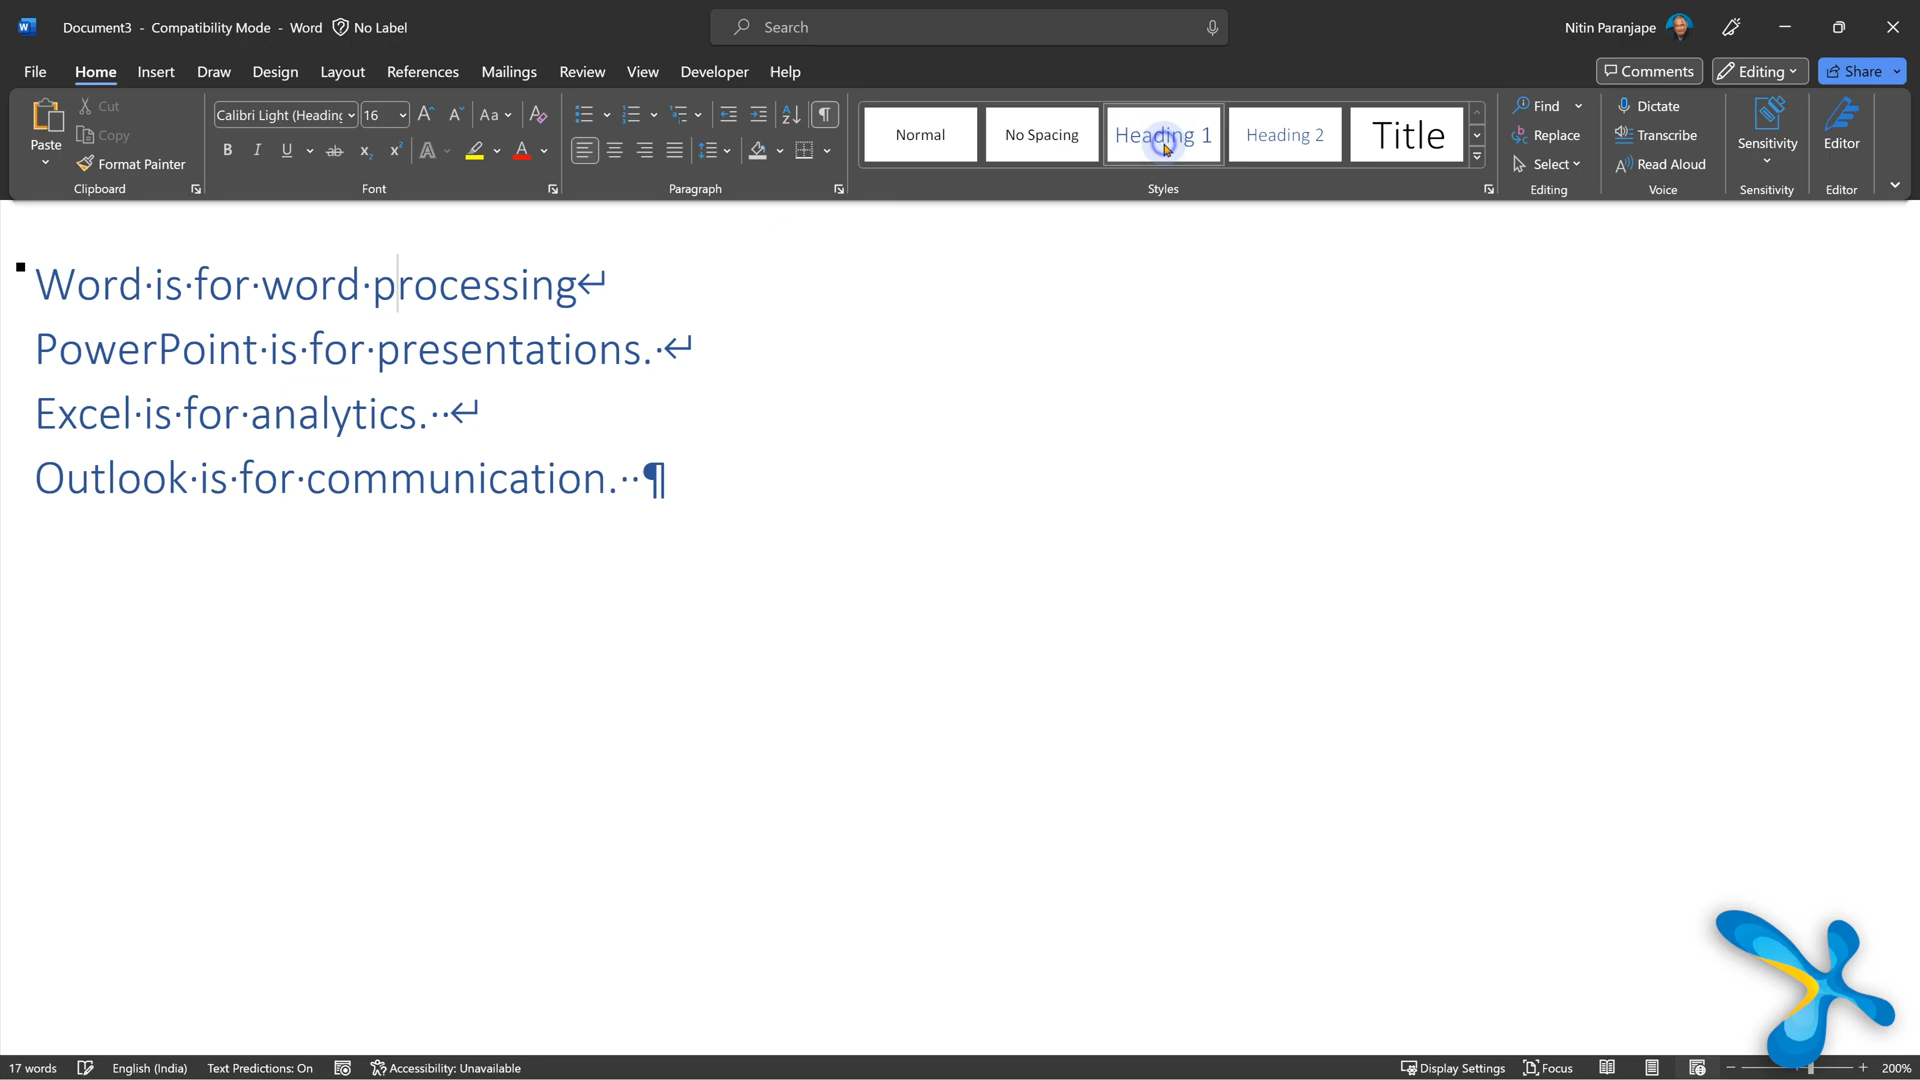 Document3 - Compatibility Mode - Word No Label
Search
Nitin Paranjape
File Home Insert Draw Design Layout References Mailings Review View Developer Help
Comments Editing Share
Paste
Cut
Copy
Format Painter
Clipboard
Calibri Light (Heading 16
Font
Paragraph
Normal No Spacing Heading 1 Heading 2 Title
Styles
Find
Replace
Select
Editing
Dictate
Transcribe
Read Aloud
Voice
Sensitivity
Sensitivity
Editor
Editor
Word·is·for·word·processing↵
PowerPoint·is·for·presentations.·↵
Excel·is·for·analytics.··↵
Outlook·is·for·communication.··¶
17 words English (India) Text Predictions: On Accessibility: Unavailable Display Settings Focus 200%